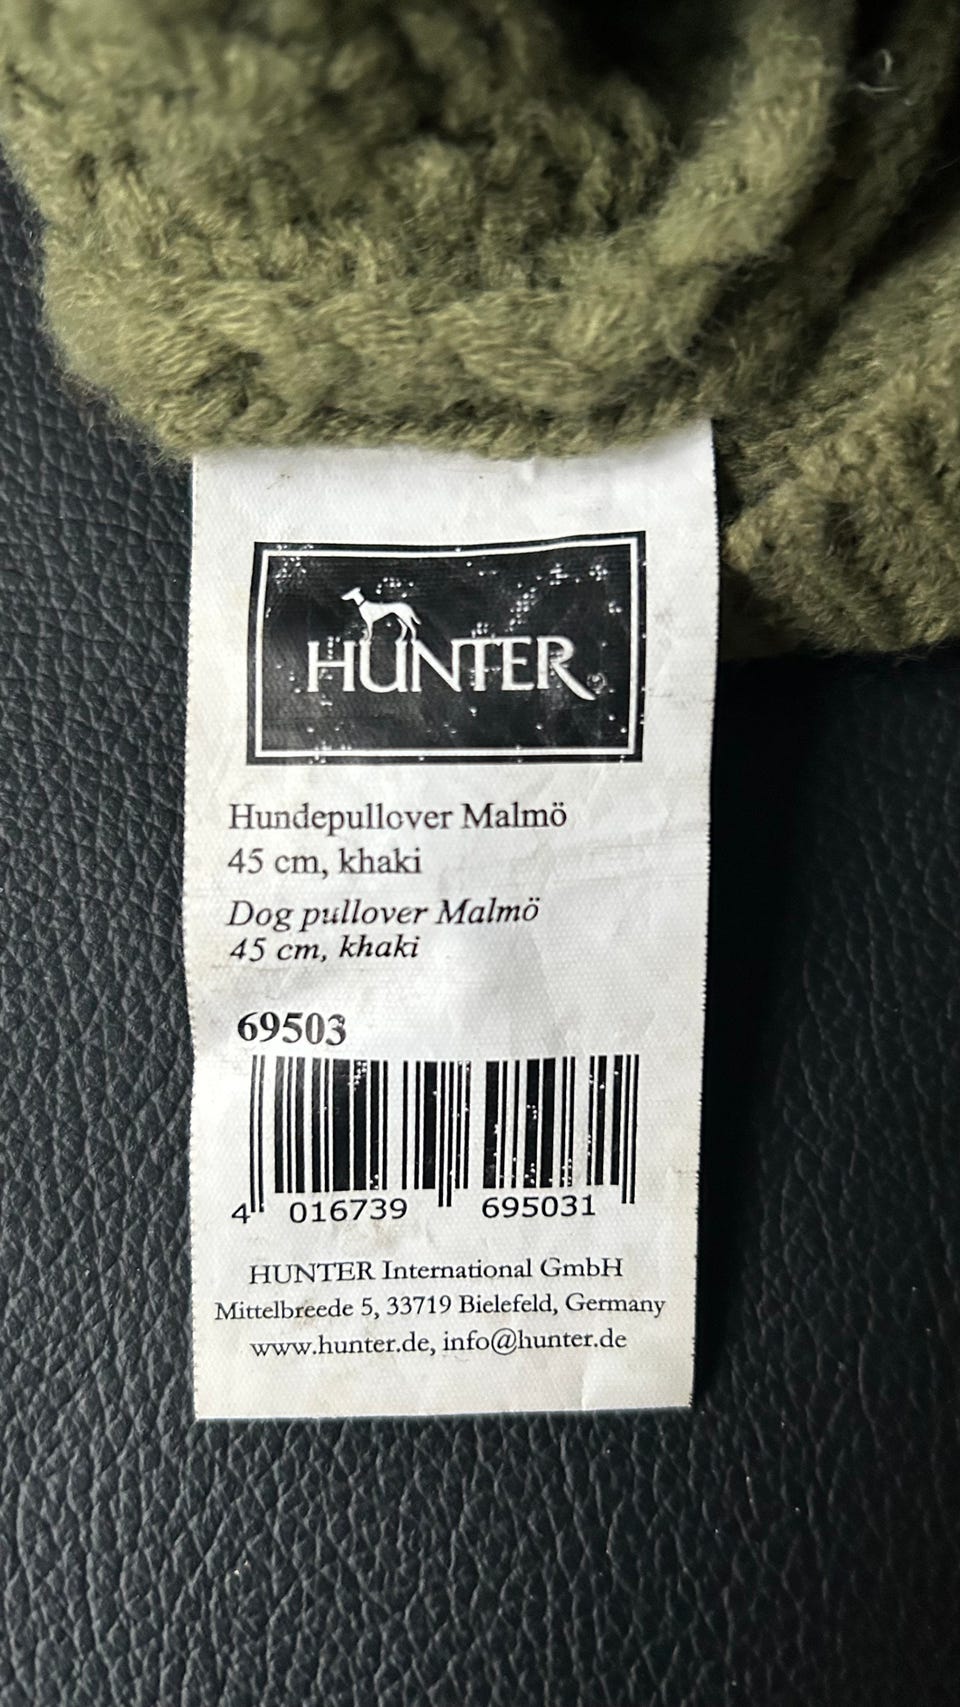 HUNTER®
Hundepullover Malmö
45 cm, khaki
Dog pullover Malmö
45 cm, khaki
69503
4 016739 695031
HUNTER International GmbH
Mittelbreede 5, 33719 Bielefeld, Germany
www.hunter.de, info@hunter.de